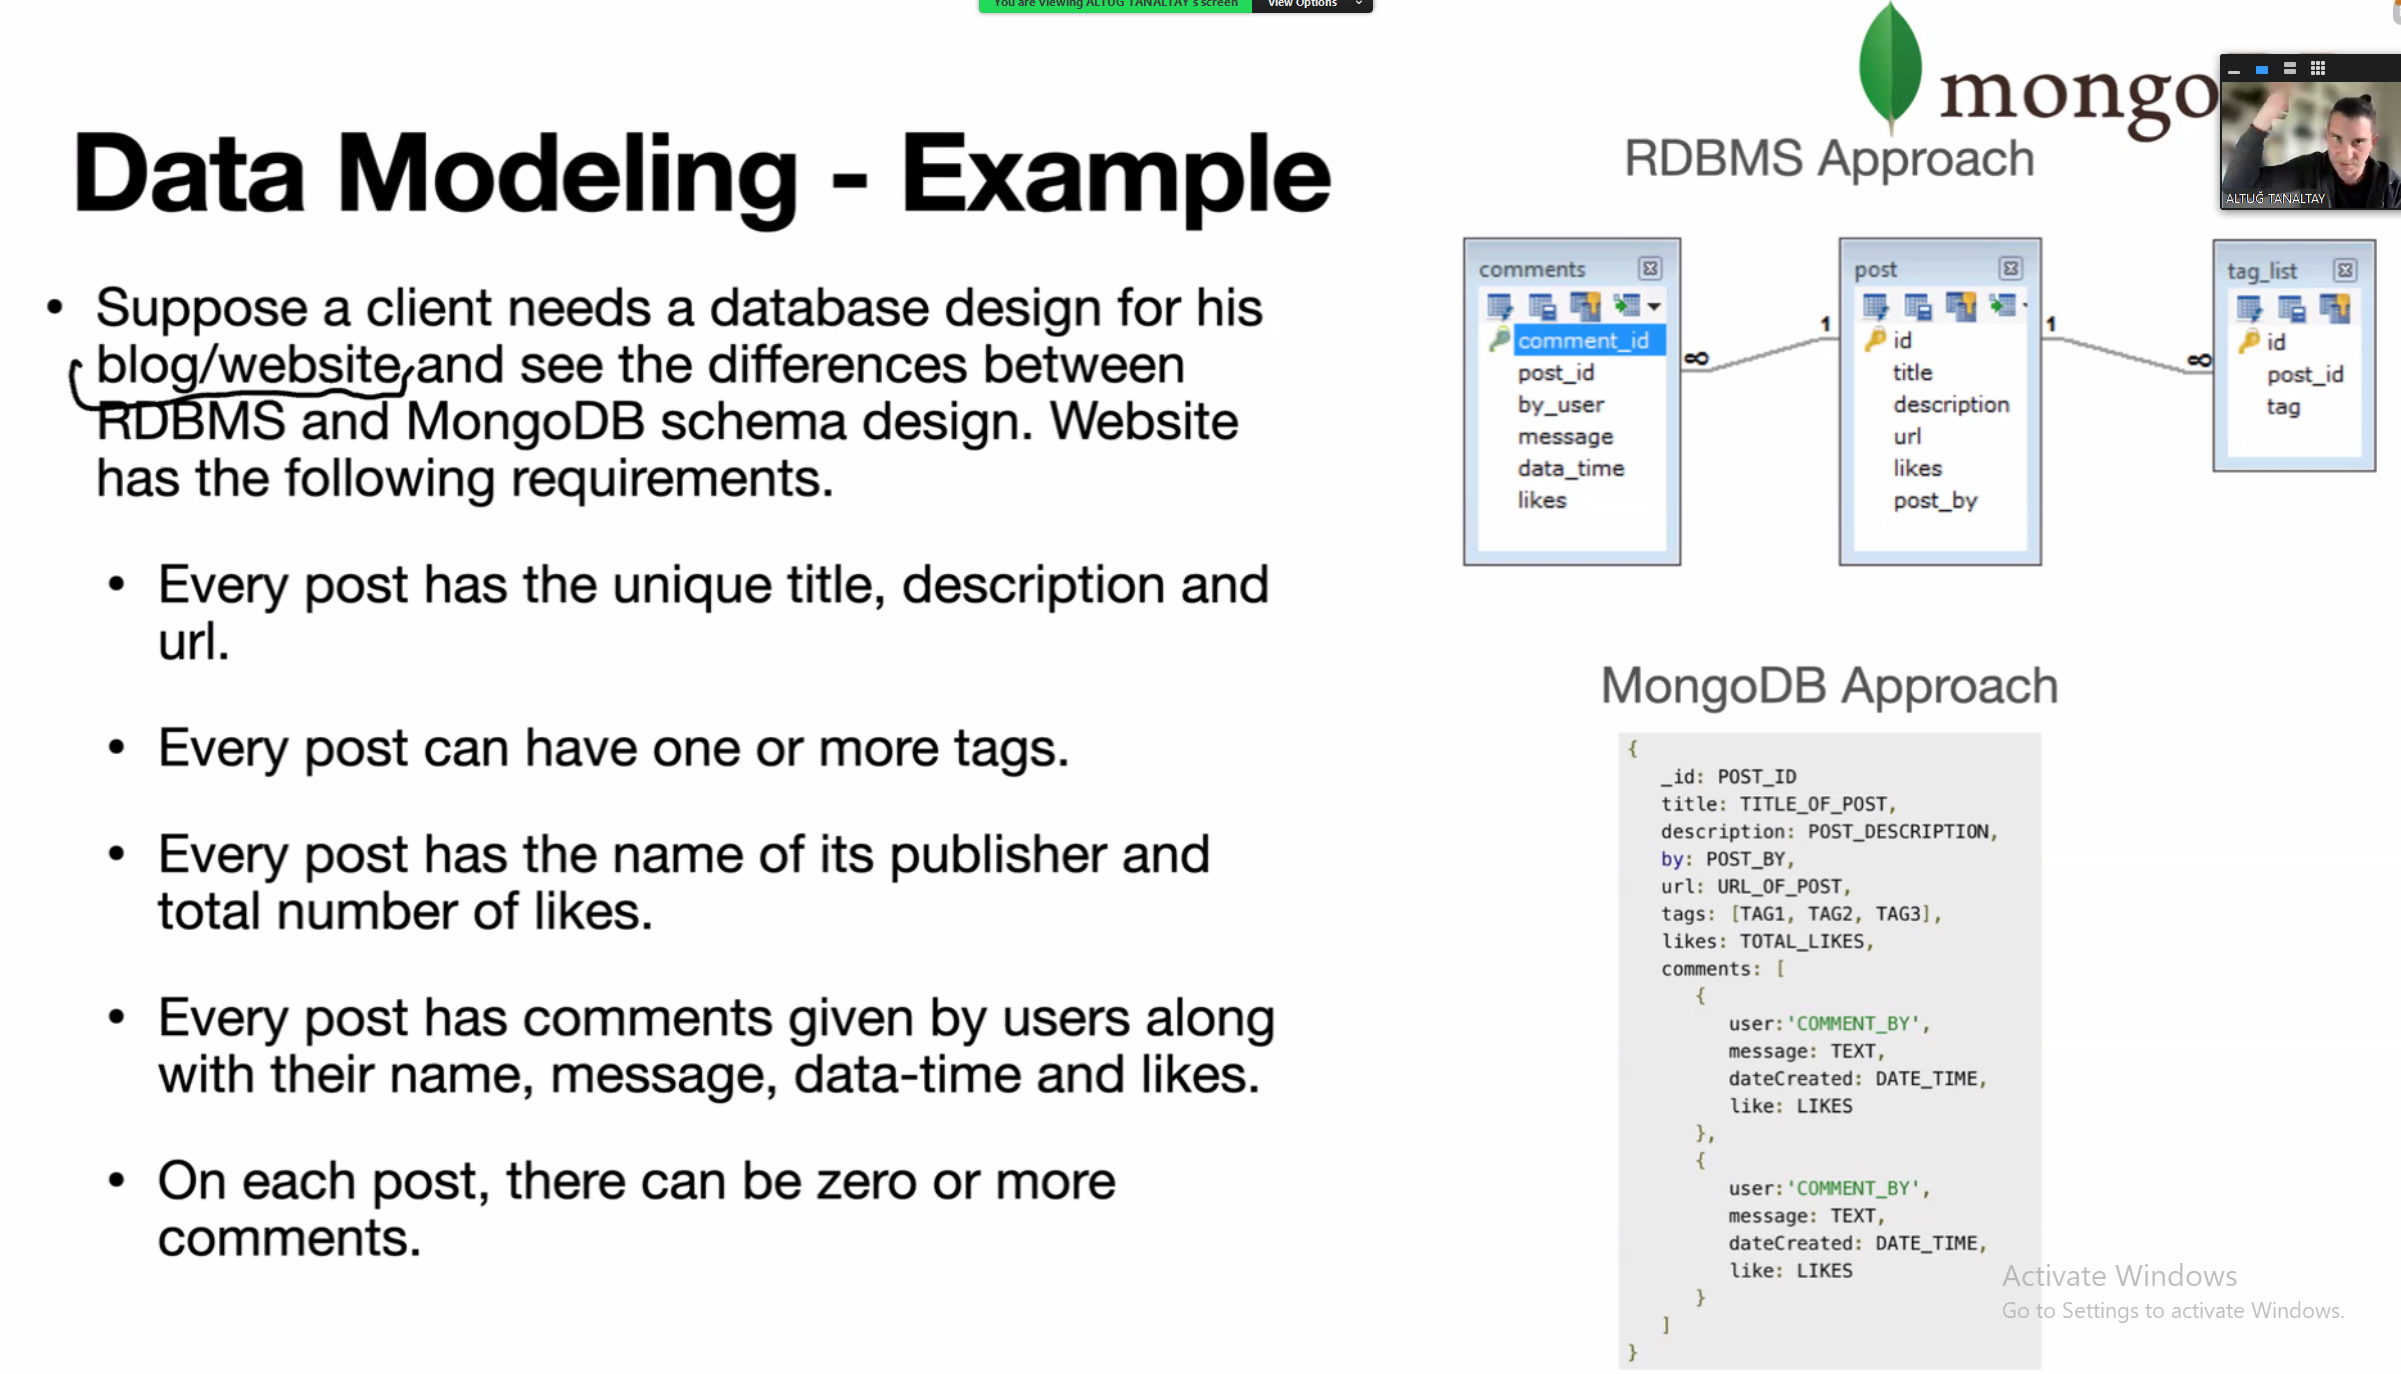 You are viewing ALTUĞ TANALTAY's screen
View Options
mongo
ALTUĞ TANALTAY
Data Modeling - Example
• Suppose a client needs a database design for his
blog/website and see the differences between
RDBMS and MongoDB schema design. Website
has the following requirements.
• Every post has the unique title, description and
url.
• Every post can have one or more tags.
• Every post has the name of its publisher and
total number of likes.
• Every post has comments given by users along
with their name, message, data-time and likes.
• On each post, there can be zero or more
comments.
RDBMS Approach
comments
comment_id
post_id
by_user
message
data_time
likes
∞
1
post
id
title
description
url
likes
post_by
1
∞
tag_list
id
post_id
tag
MongoDB Approach
{
_id: POST_ID
title: TITLE_OF_POST,
description: POST_DESCRIPTION,
by: POST_BY,
url: URL_OF_POST,
tags: [TAG1, TAG2, TAG3],
likes: TOTAL_LIKES,
comments: [
{
user:'COMMENT_BY',
message: TEXT,
dateCreated: DATE_TIME,
like: LIKES
},
{
user:'COMMENT_BY',
message: TEXT,
dateCreated: DATE_TIME,
like: LIKES
}
]
}
Activate Windows
Go to Settings to activate Windows.